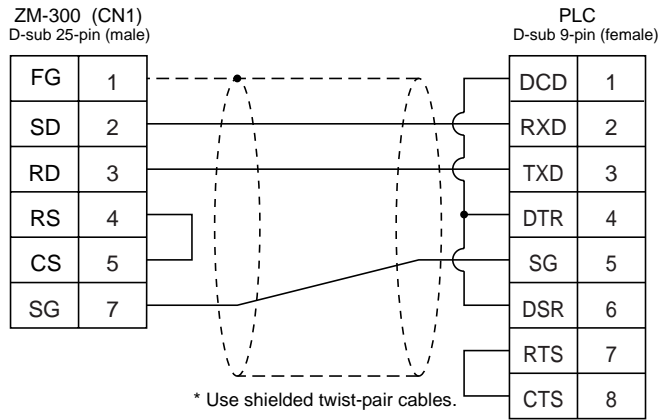 ZM-300 (CN1)
D-sub 25-pin (male)
FG 1
SD 2
RD 3
RS 4
CS 5
SG 7
PLC
D-sub 9-pin (female)
DCD 1
RXD 2
TXD 3
DTR 4
SG 5
DSR 6
RTS 7
CTS 8
* Use shielded twist-pair cables.